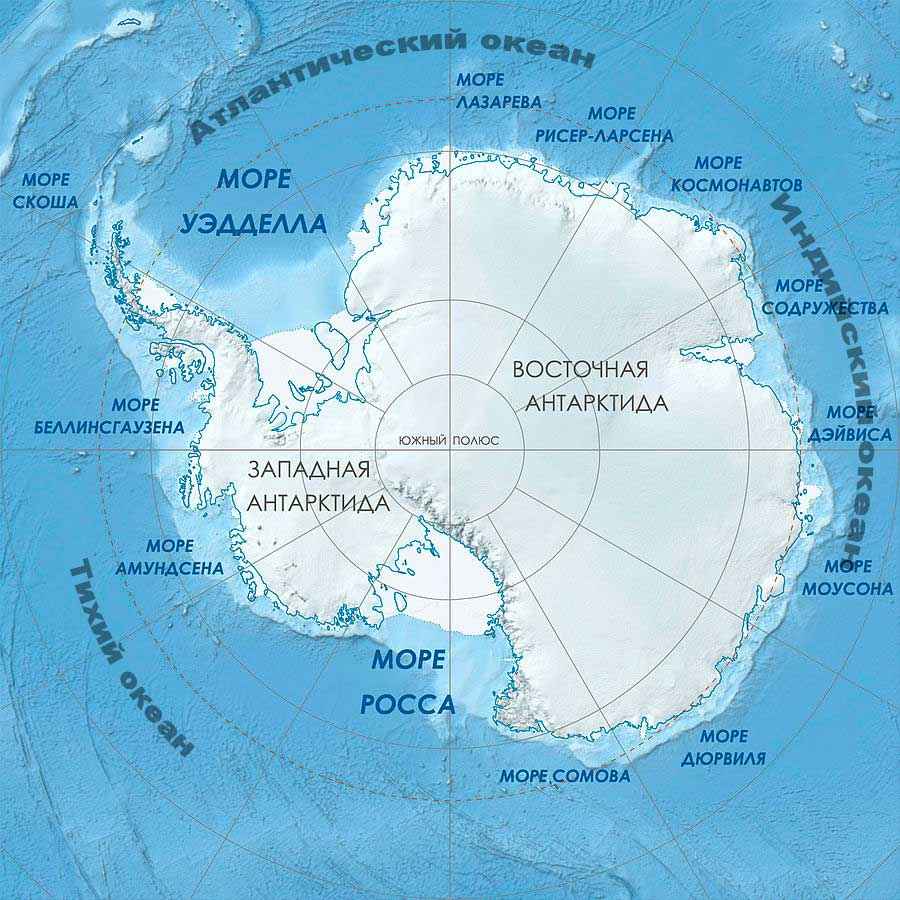 Атлантический океан
МОРЕ
ЛАЗАРЕВА
МОРЕ
РИСЕР-ЛАРСЕНА
МОРЕ
КОСМОНАВТОВ
МОРЕ
СКОША
МОРЕ
УЭДДЕЛЛА
Индийский океан
МОРЕ
СОДРУЖЕСТВА
ВОСТОЧНАЯ
АНТАРКТИДА
МОРЕ
БЕЛЛИНСГАУЗЕНА
МОРЕ
ДЭЙВИСА
ЮЖНЫЙ ПОЛЮС
ЗАПАДНАЯ
АНТАРКТИДА
МОРЕ
АМУНДСЕНА
МОРЕ
МОУСОНА
Тихий океан
МОРЕ
РОССА
МОРЕ
ДЮРВИЛЯ
МОРЕ СОМОВА